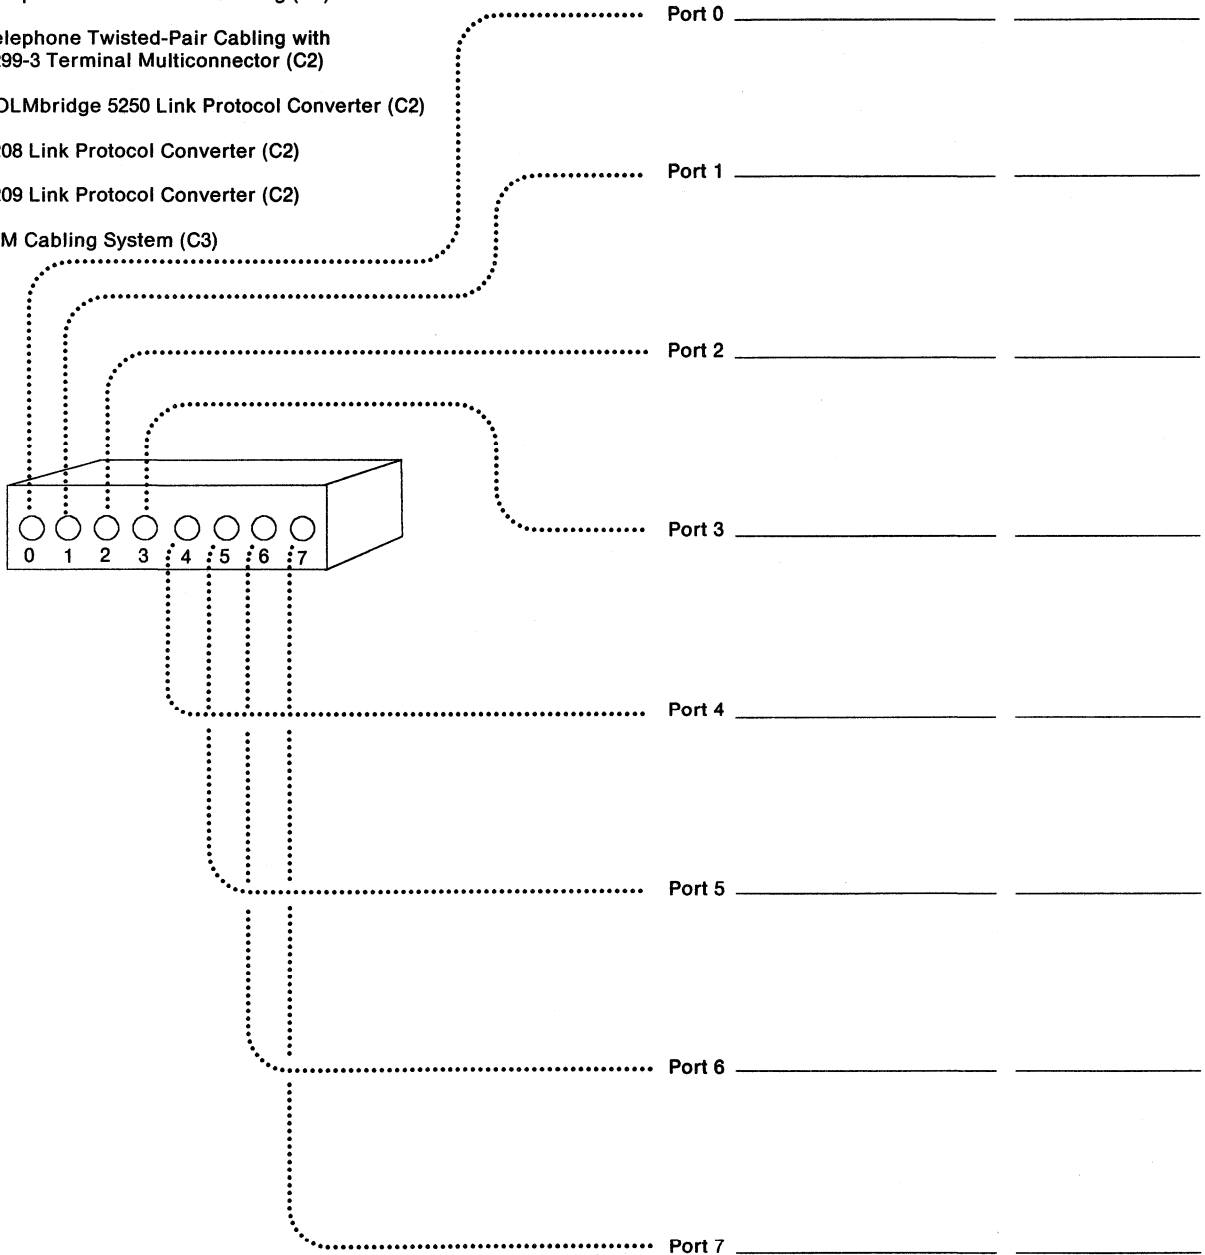 elephone Twisted-Pair Cabling with
299-3 Terminal Multiconnector (C2)
OLMbridge 5250 Link Protocol Converter (C2)
208 Link Protocol Converter (C2)
209 Link Protocol Converter (C2)
M Cabling System (C3)
Port 0
Port 1
Port 2
Port 3
0 1 2 3 4 5 6 7
Port 4
Port 5
Port 6
Port 7